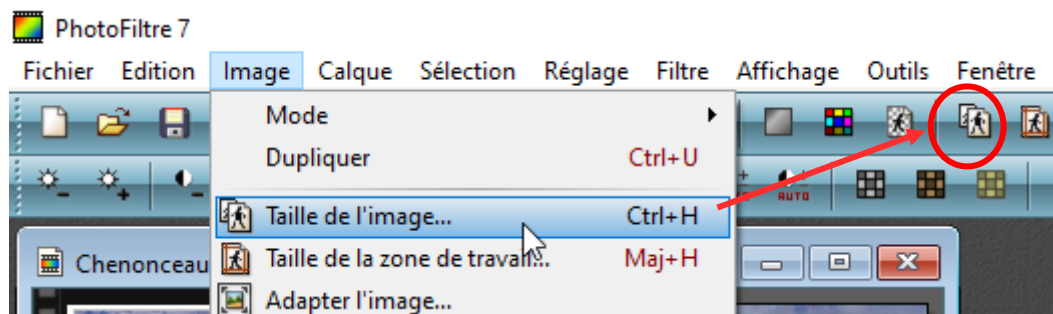 PhotoFiltre 7
Fichier Edition Image Calque Sélection Réglage Filtre Affichage Outils Fenêtre
Mode
Dupliquer Ctrl+U
AUTO
Taille de l'image... Ctrl+H
Chenonceau
Taille de la zone de travail... Maj+H
Adapter l'image...